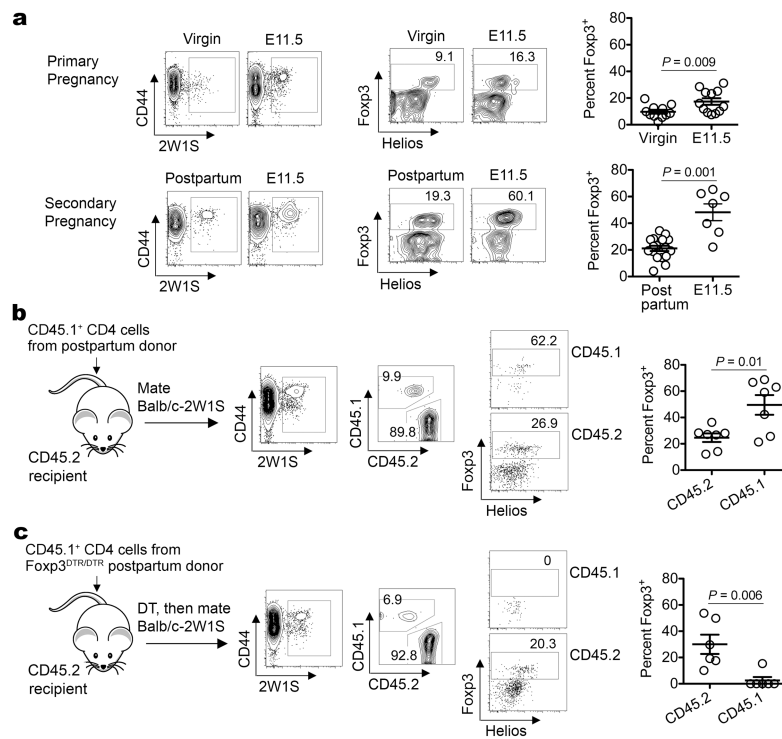 a
Primary
Pregnancy
Virgin
E11.5
CD44
2W1S
Virgin
E11.5
9.1
16.3
Foxp3
Helios
Percent Foxp3+
80
60
40
20
0
P = 0.009
Virgin
E11.5
Secondary
Pregnancy
Postpartum
E11.5
CD44
2W1S
Postpartum
E11.5
19.3
60.1
Foxp3
Helios
Percent Foxp3+
80
60
40
20
0
P = 0.001
Post
partum
E11.5
b
CD45.1+ CD4 cells
from postpartum donor
Mate
Balb/c-2W1S
CD45.2
recipient
CD44
2W1S
9.9
89.8
CD45.1
CD45.2
62.2
CD45.1
26.9
CD45.2
Foxp3
Helios
Percent Foxp3+
80
60
40
20
0
P = 0.01
CD45.2
CD45.1
c
CD45.1+ CD4 cells from
Foxp3DTR/DTR postpartum donor
DT, then mate
Balb/c-2W1S
CD45.2
recipient
CD44
2W1S
6.9
92.8
CD45.1
CD45.2
0
CD45.1
20.3
CD45.2
Foxp3
Helios
Percent Foxp3+
80
60
40
20
0
P = 0.006
CD45.2
CD45.1